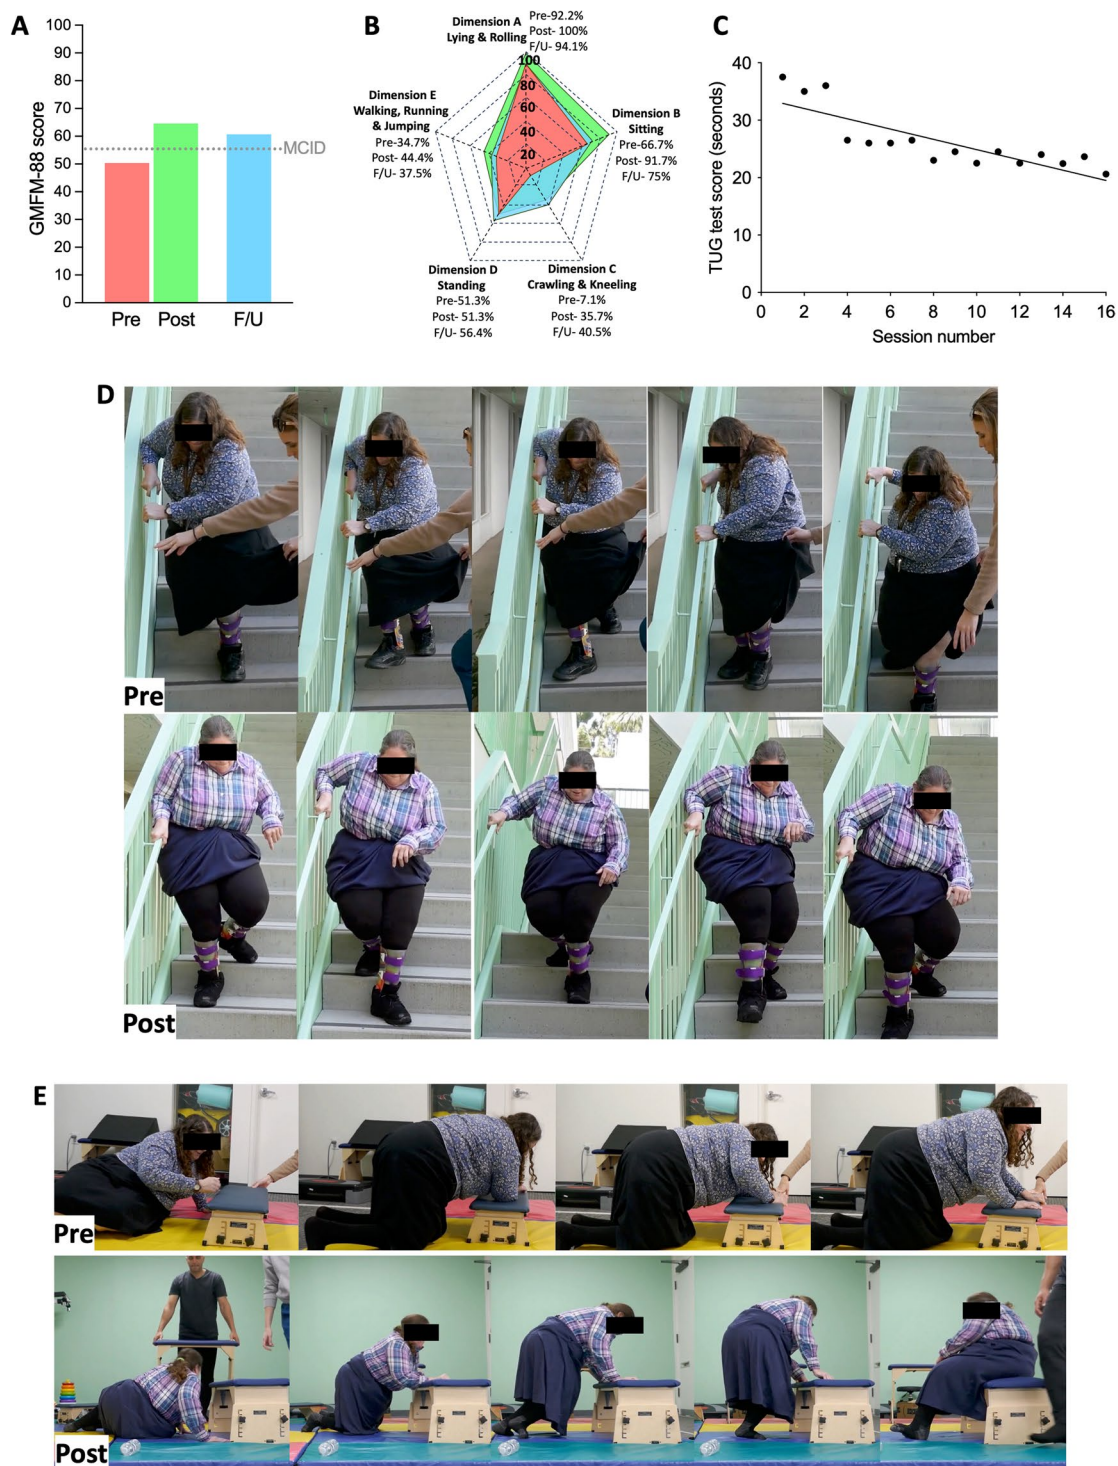 A
GMFM-88 score
100
90
80
70
60
50
40
30
20
10
0
MCID
Pre
Post
F/U
B
Dimension A
Lying & Rolling
Pre-92.2%
Post- 100%
F/U- 94.1%
100
80
60
40
20
Dimension B
Sitting
Pre-66.7%
Post- 91.7%
F/U- 75%
Dimension E
Walking, Running
& Jumping
Pre-34.7%
Post- 44.4%
F/U- 37.5%
Dimension D
Standing
Pre-51.3%
Post- 51.3%
F/U- 56.4%
Dimension C
Crawling & Kneeling
Pre-7.1%
Post- 35.7%
F/U- 40.5%
C
TUG test score (seconds)
40
30
20
10
0
0 2 4 6 8 10 12 14 16
Session number
D
Pre
Post
E
Pre
Post